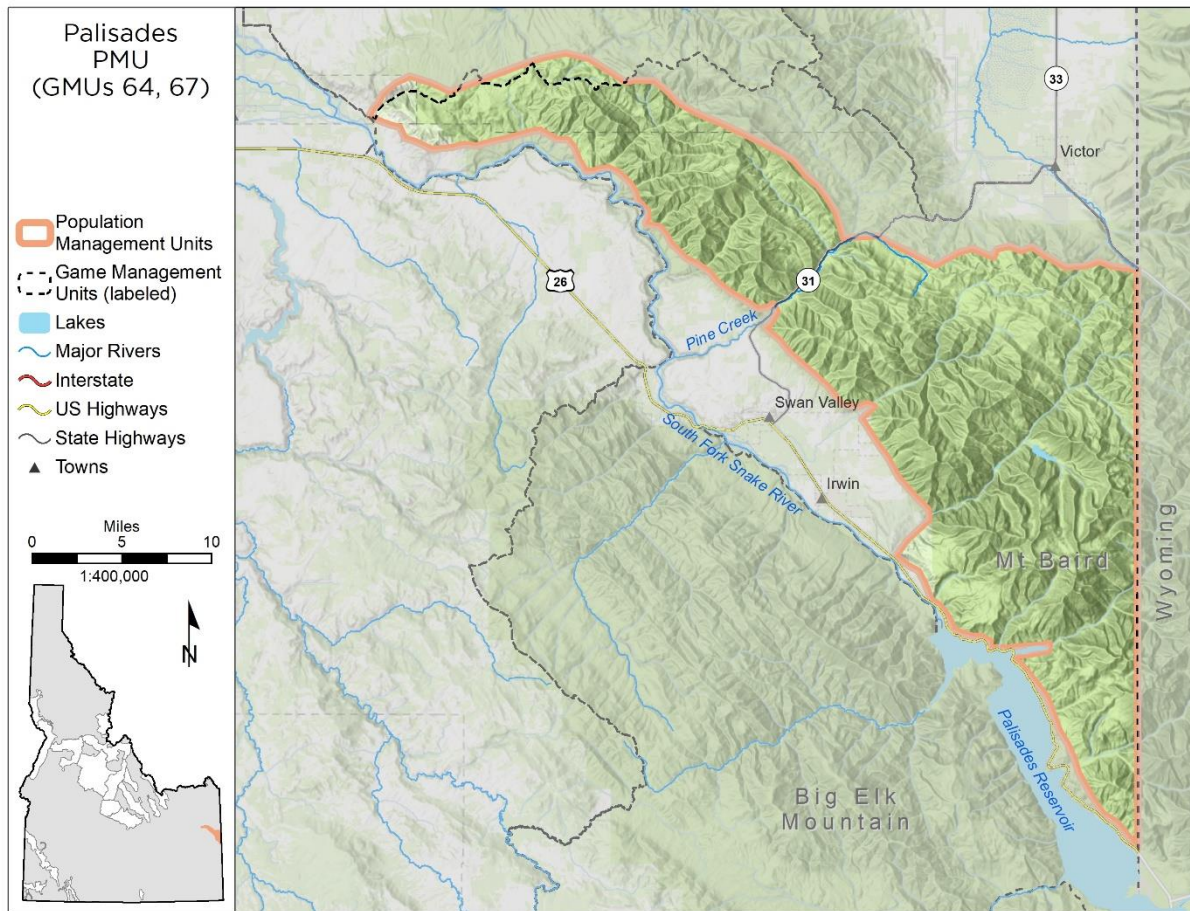 Palisades
PMU
(GMUs 64, 67)
Population
Management Units
Game Management
Units (labeled)
Lakes
Major Rivers
Interstate
US Highways
State Highways
Towns
Miles
0 5 10
1:400,000
N
33
Victor
26
31
Pine Creek
Swan Valley
South Fork Snake River
Irwin
Mt Baird
Wyoming
Palisades Reservoir
Big Elk
Mountain